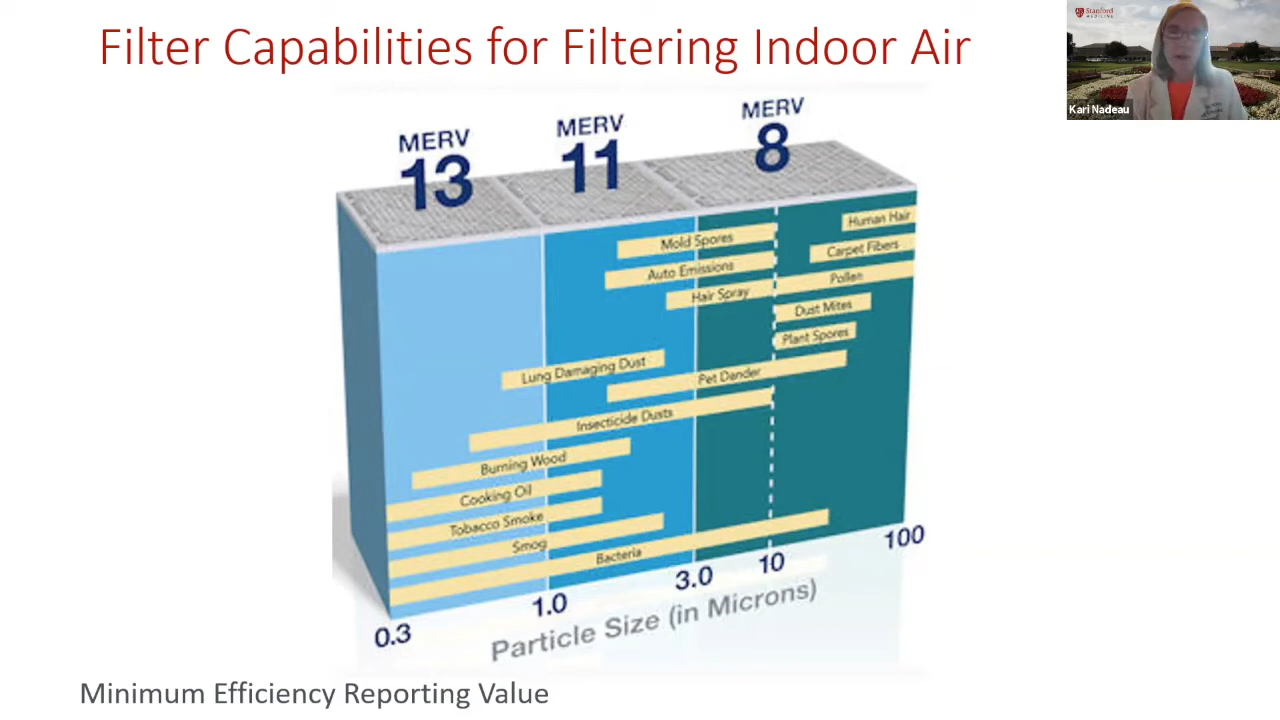 Filter Capabilities for Filtering Indoor Air
Stanford
MEDICINE
Kari Nadeau
MERV
13
MERV
11
MERV
8
Human Hair
Mold Spores
Carpet Fibers
Auto Emissions
Pollen
Hair Spray
Dust Mites
Plant Spores
Lung Damaging Dust
Pet Dander
Insecticide Dusts
Burning Wood
Cooking Oil
Tobacco Smoke
Smog
Bacteria
0.3
1.0
3.0
10
100
Particle Size (in Microns)
Minimum Efficiency Reporting Value